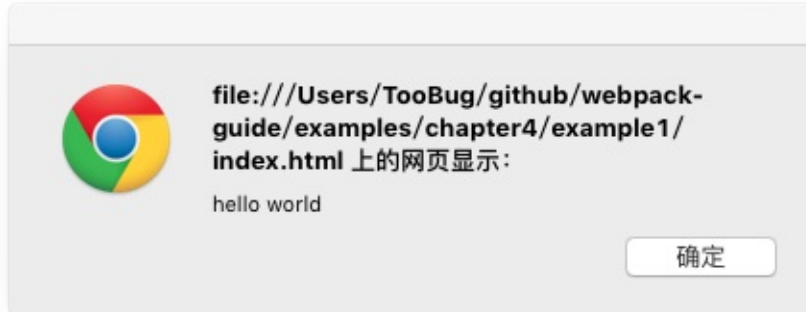 file:///Users/TooBug/github/webpack-
guide/examples/chapter4/example1/
index.html 上的网页显示：
hello world
确定